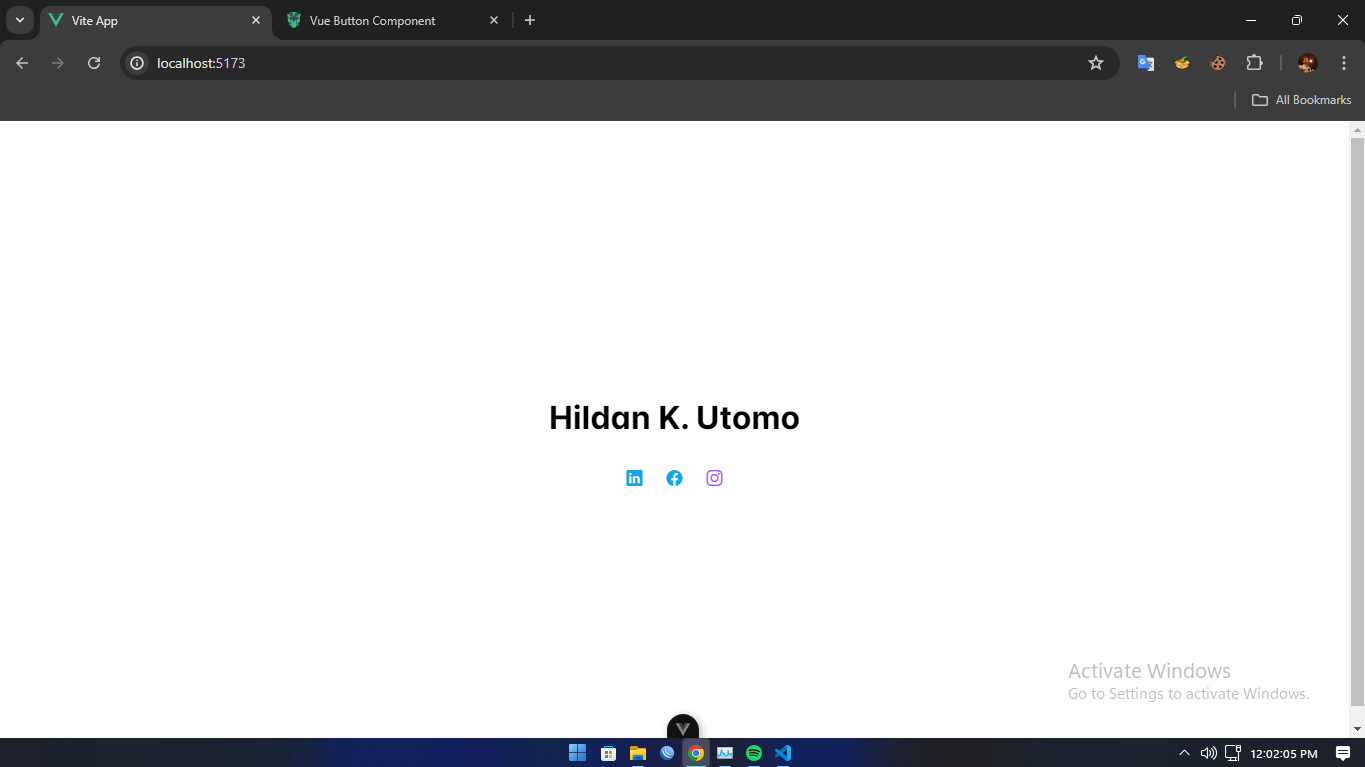 Vite App
Vue Button Component
localhost:5173
All Bookmarks
Hildan K. Utomo
Activate Windows
Go to Settings to activate Windows.
12:02:05 PM